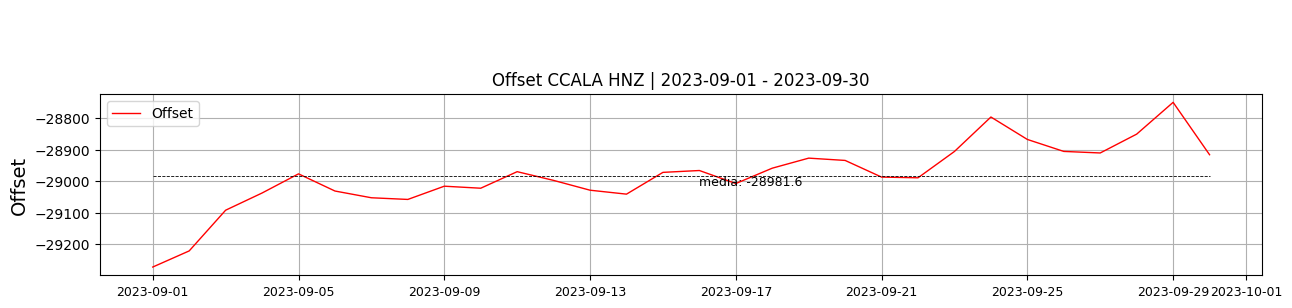 Offset CCALA HNZ | 2023-09-01 - 2023-09-30
Offset
Offset
−28800
−28900
−29000
−29100
−29200
media: -28981.6
2023-09-01 2023-09-05 2023-09-09 2023-09-13 2023-09-17 2023-09-21 2023-09-25 2023-09-29 2023-10-01